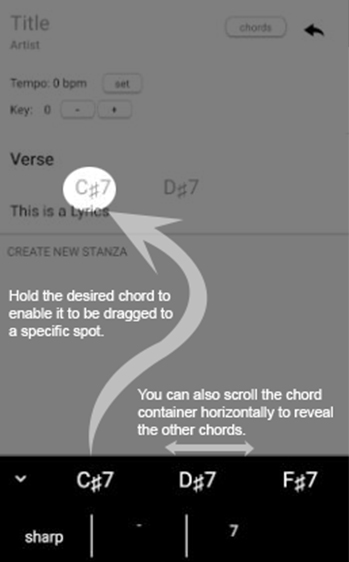 Title
chords
Artist
Tempo: 0 bpm
set
Key: 0
-
+
Verse
C♯7
D♯7
This is a Lyrics
CREATE NEW STANZA
Hold the desired chord to
enable it to be dragged to
a specific spot.
You can also scroll the chord
container horizontally to reveal
the other chords.
C♯7
D♯7
F♯7
sharp
-
7